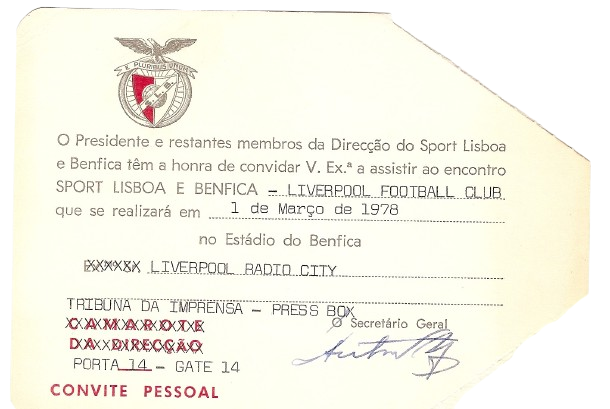 E PLURIBUS UNUM
O Presidente e restantes membros da Direcção do Sport Lisboa
e Benfica têm a honra de convidar V. Ex.ª a assistir ao encontro
SPORT LISBOA E BENFICA – LIVERPOOL FOOTBALL CLUB
que se realizará em 1 de Março de 1978
no Estádio do Benfica
LIVERPOOL RADIO CITY
TRIBUNA DA IMPRENSA – PRESS BOX
O Secretário Geral
CAMAROTE
DA DIRECÇÃO
PORTA 14 – GATE 14
CONVITE PESSOAL